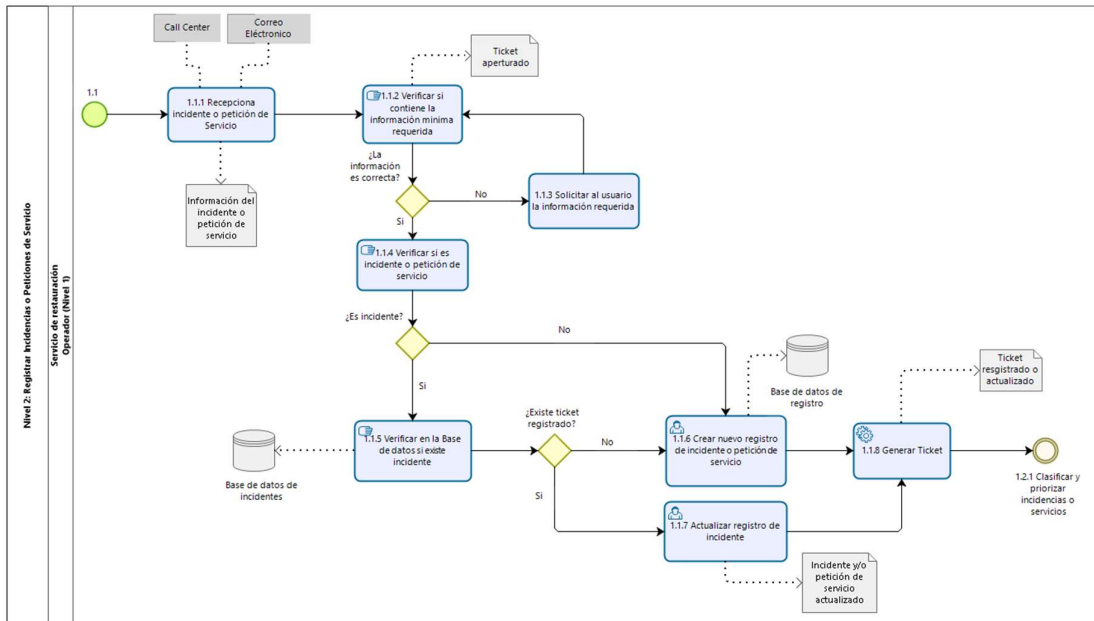 Nivel 2: Registrar Incidencias o Peticiones de Servicio
Servicio de restauración
Operador (Nivel 1)
Call Center
Correo
Eléctronico
Ticket
aperturado
1.1
1.1.1 Recepciona
incidente o petición de
Servicio
1.1.2 Verificar si
contiene la
información minima
requerida
¿La
información
es correcta?
No
1.1.3 Solicitar al usuario
la información requerida
Información del
incidente o
petición de
servicio
Si
1.1.4 Verificar si es
incidente o petición de
servicio
¿Es incidente?
No
Si
Base de datos de
registro
Ticket
resgistrado o
actualizado
¿Existe ticket
registrado?
1.1.5 Verificar en la Base
de datos si existe
incidente
No
1.1.6 Crear nuevo registro
de incidente o petición de
servicio
1.1.8 Generar Ticket
Base de datos de
incidentes
1.2.1 Clasificar y
priorizar
incidencias o
servicios
Si
1.1.7 Actualizar registro de
incidente
Incidente y/o
petición de
servicio
actualizado